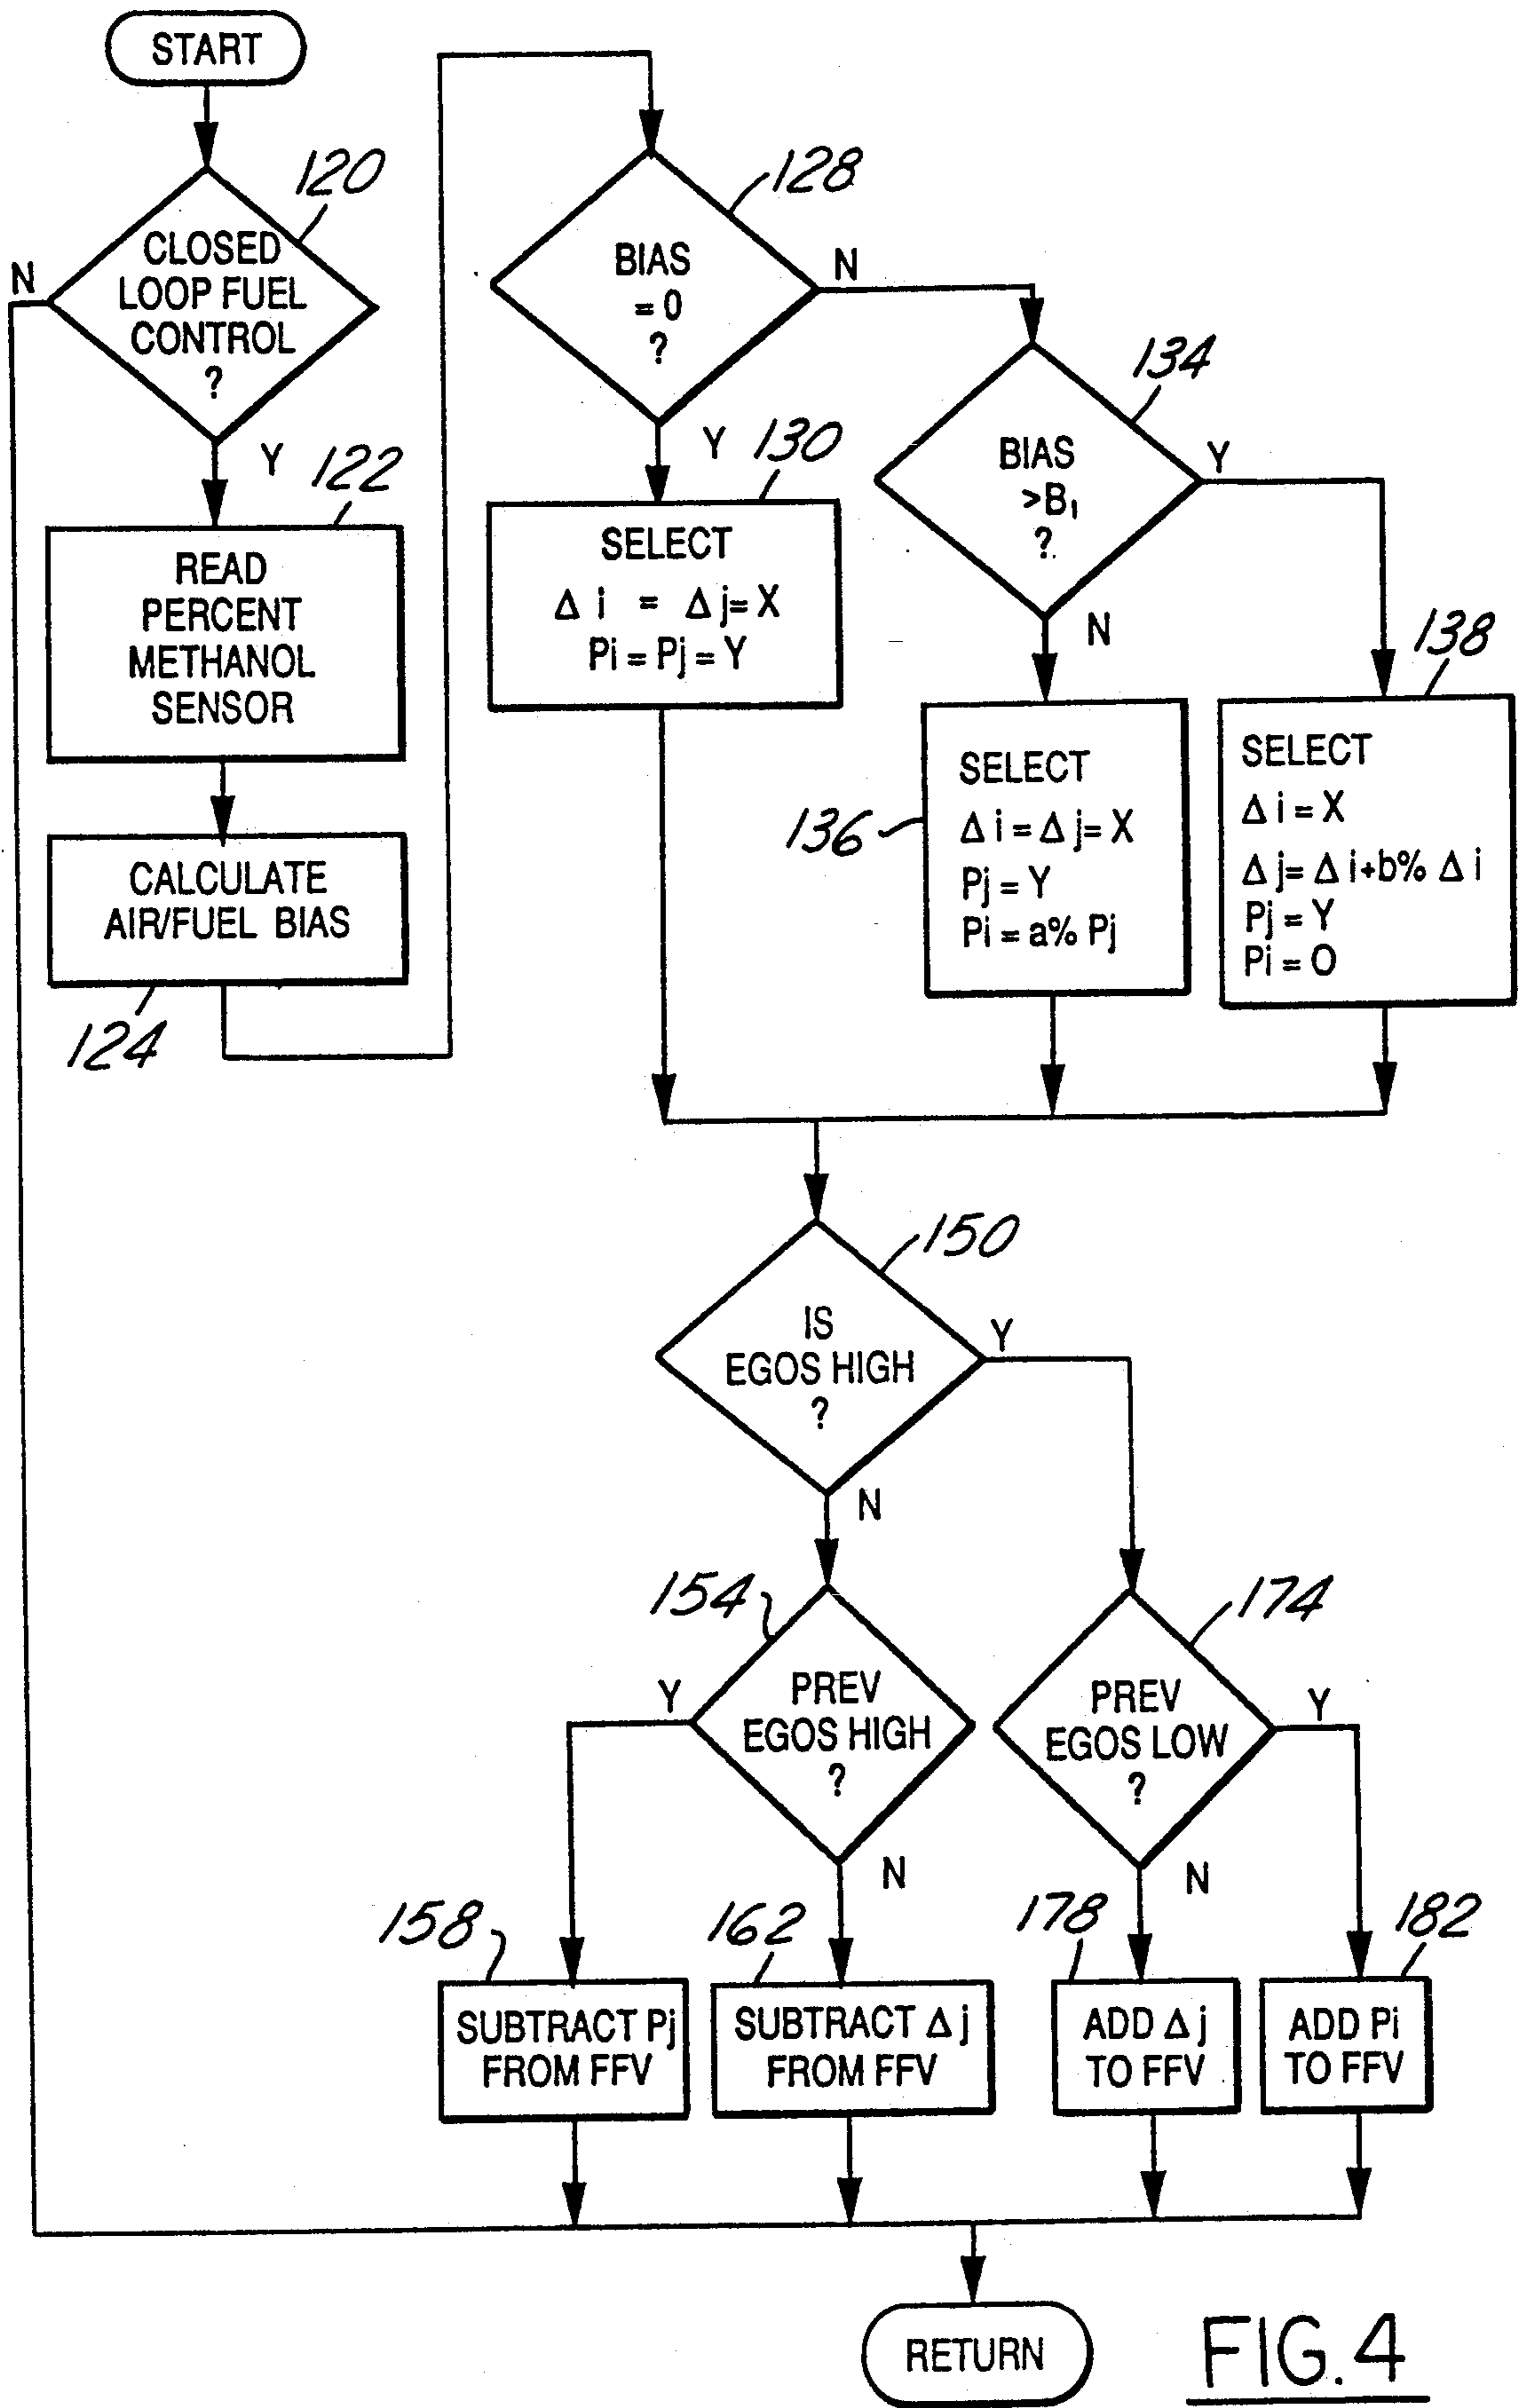 START
120
CLOSED
LOOP FUEL
CONTROL
?
N
Y
122
READ
PERCENT
METHANOL
SENSOR
CALCULATE
AIR/FUEL BIAS
124
128
BIAS
= 0
?
N
Y
130
SELECT
Δ i = Δ j= X
Pi = Pj = Y
134
BIAS
>B₁
?
Y
N
136
SELECT
Δ i = Δ j= X
Pj = Y
Pi = a% Pj
138
SELECT
Δ i = X
Δ j= Δ i+b% Δ i
Pj = Y
Pi = O
150
IS
EGOS HIGH
?
Y
N
154
PREV
EGOS HIGH
?
Y
N
174
PREV
EGOS LOW
?
Y
N
158
SUBTRACT Pj
FROM FFV
162
SUBTRACT Δ j
FROM FFV
178
ADD Δ j
TO FFV
182
ADD Pi
TO FFV
RETURN
FIG.4